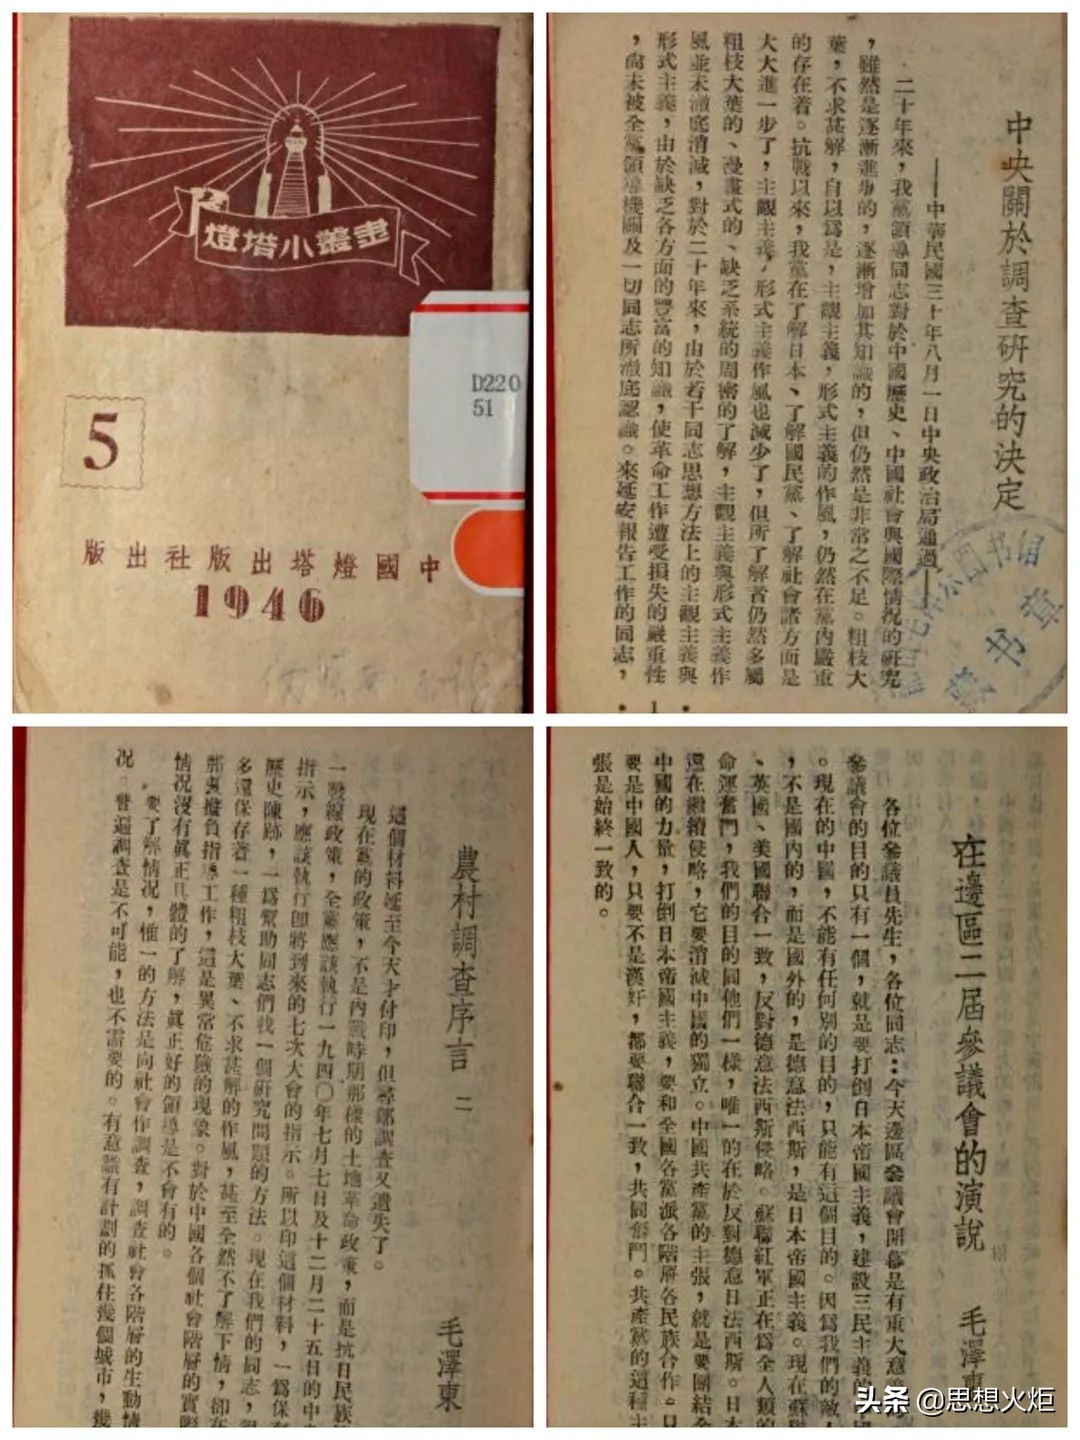 燈塔小叢書
D220
51
5
中國燈塔出版社出版
1946
中央關於調查研究的決定
——中華民國三十年八月一日中央政治局通過——
二十年來，我黨領導同志對於中國歷史、中國社會與國際情況的研究
，雖然是逐漸進步的，逐漸增加其知識的，但仍然是非常之不足。粗枝大
葉，不求甚解，自以爲是，主觀主義，形式主義的作風，仍然在黨內嚴重
的存在着。抗戰以來，我黨在了解日本、了解國民黨、了解社會諸方面是
大大進一步了，主觀主義，形式主義作風也減少了，但所了解者仍然多屬
粗枝大葉的、漫畫式的、缺乏系統的周密的了解，主觀主義與形式主義作
風並未澈底消滅，對於二十年來，由於若干同志思想方法上的主觀主義與
形式主義，由於缺乏各方面的豐富的知識，使革命工作遭受損失的嚴重性
，尙未被全黨領導機關及一切同志所澈底認識。來延安報告工作的同志，
• 1 •
图书馆
藏书章
農村調查序言 二
毛澤東
這個材料延至今天才付印，但尋鄔調查又遺失了。
現在黨的政策，不是內戰時期那樣的土地革命政策，而是抗日民族統
一戰線政策，全黨應該執行一九四〇年七月七日及十二月二十五日的中央
指示，應該執行卽將到來的七次大會的指示。所以印這個材料，一爲保存
歷史陳跡，一爲幫助同志們找一個研究問題的方法。現在我們的同志，很
多還保存著一種粗枝大葉、不求甚解的作風，甚至全然不了解下情，卻在
那裏擔負指導工作，這是異常危險的現象。對於中國各個社會階層的實際
情況沒有眞正具體的了解，眞正好的領導是不會有的。
要了解情況，惟一的方法是向社會作調查，調查社會各階層的生動情
況。普遍調查是不可能，也不需要的。有意識有計劃的抓住幾個城市，幾
在邊區二屆參議會的演說
毛澤東
各位參議員先生，各位同志：今天邊區參議會開幕是有重大意義的
參議會的目的只有一個，就是要打倒日本帝國主義，建設三民主義的中國
。現在的中國，不能有任何別的目的，只能有這個目的。因爲我們的敵人
，不是國內的，而是國外的，是德意法西斯，是日本帝國主義。現在蘇聯
、英國、美國聯合一致，反對德意法西斯侵略。蘇聯紅軍正在爲全人類的
命運奮鬥，我們的目的同他們一樣，唯一的在於反對德意日法西斯。日本
還在繼續侵略，它要消滅中國的獨立。中國共產黨的主張，就是要團結全
中國的力量，打倒日本帝國主義，要和全國各黨派各階層各民族合作。只
要是中國人，只要不是漢奸，都要聯合一致，共同奮鬥。共產黨的這種主
張是始終一致的。
头条 @思想火炬